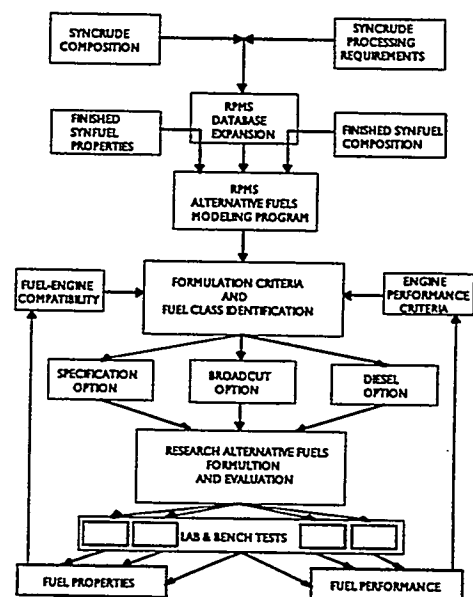 SYNCRUDE
COMPOSITION
SYNCRUDE
PROCESSING
REQUIREMENTS
RPMS
DATABASE
EXPANSION
FINISHED
SYNFUEL
PROPERTIES
FINISHED SYNFUEL
COMPOSITION
RPMS
ALTERNATIVE FUELS
MODELING PROGRAM
FUEL-ENGINE
COMPATIBILITY
FORMULATION CRITERIA
AND
FUEL CLASS IDENTIFICATION
ENGINE
PERFORMANCE
CRITERIA
SPECIFICATION
OPTION
BROADCUT
OPTION
DIESEL
OPTION
RESEARCH ALTERNATIVE FUELS
FORMULTION
AND EVALUATION
LAB & BENCH TESTS
FUEL PROPERTIES
FUEL PERFORMANCE